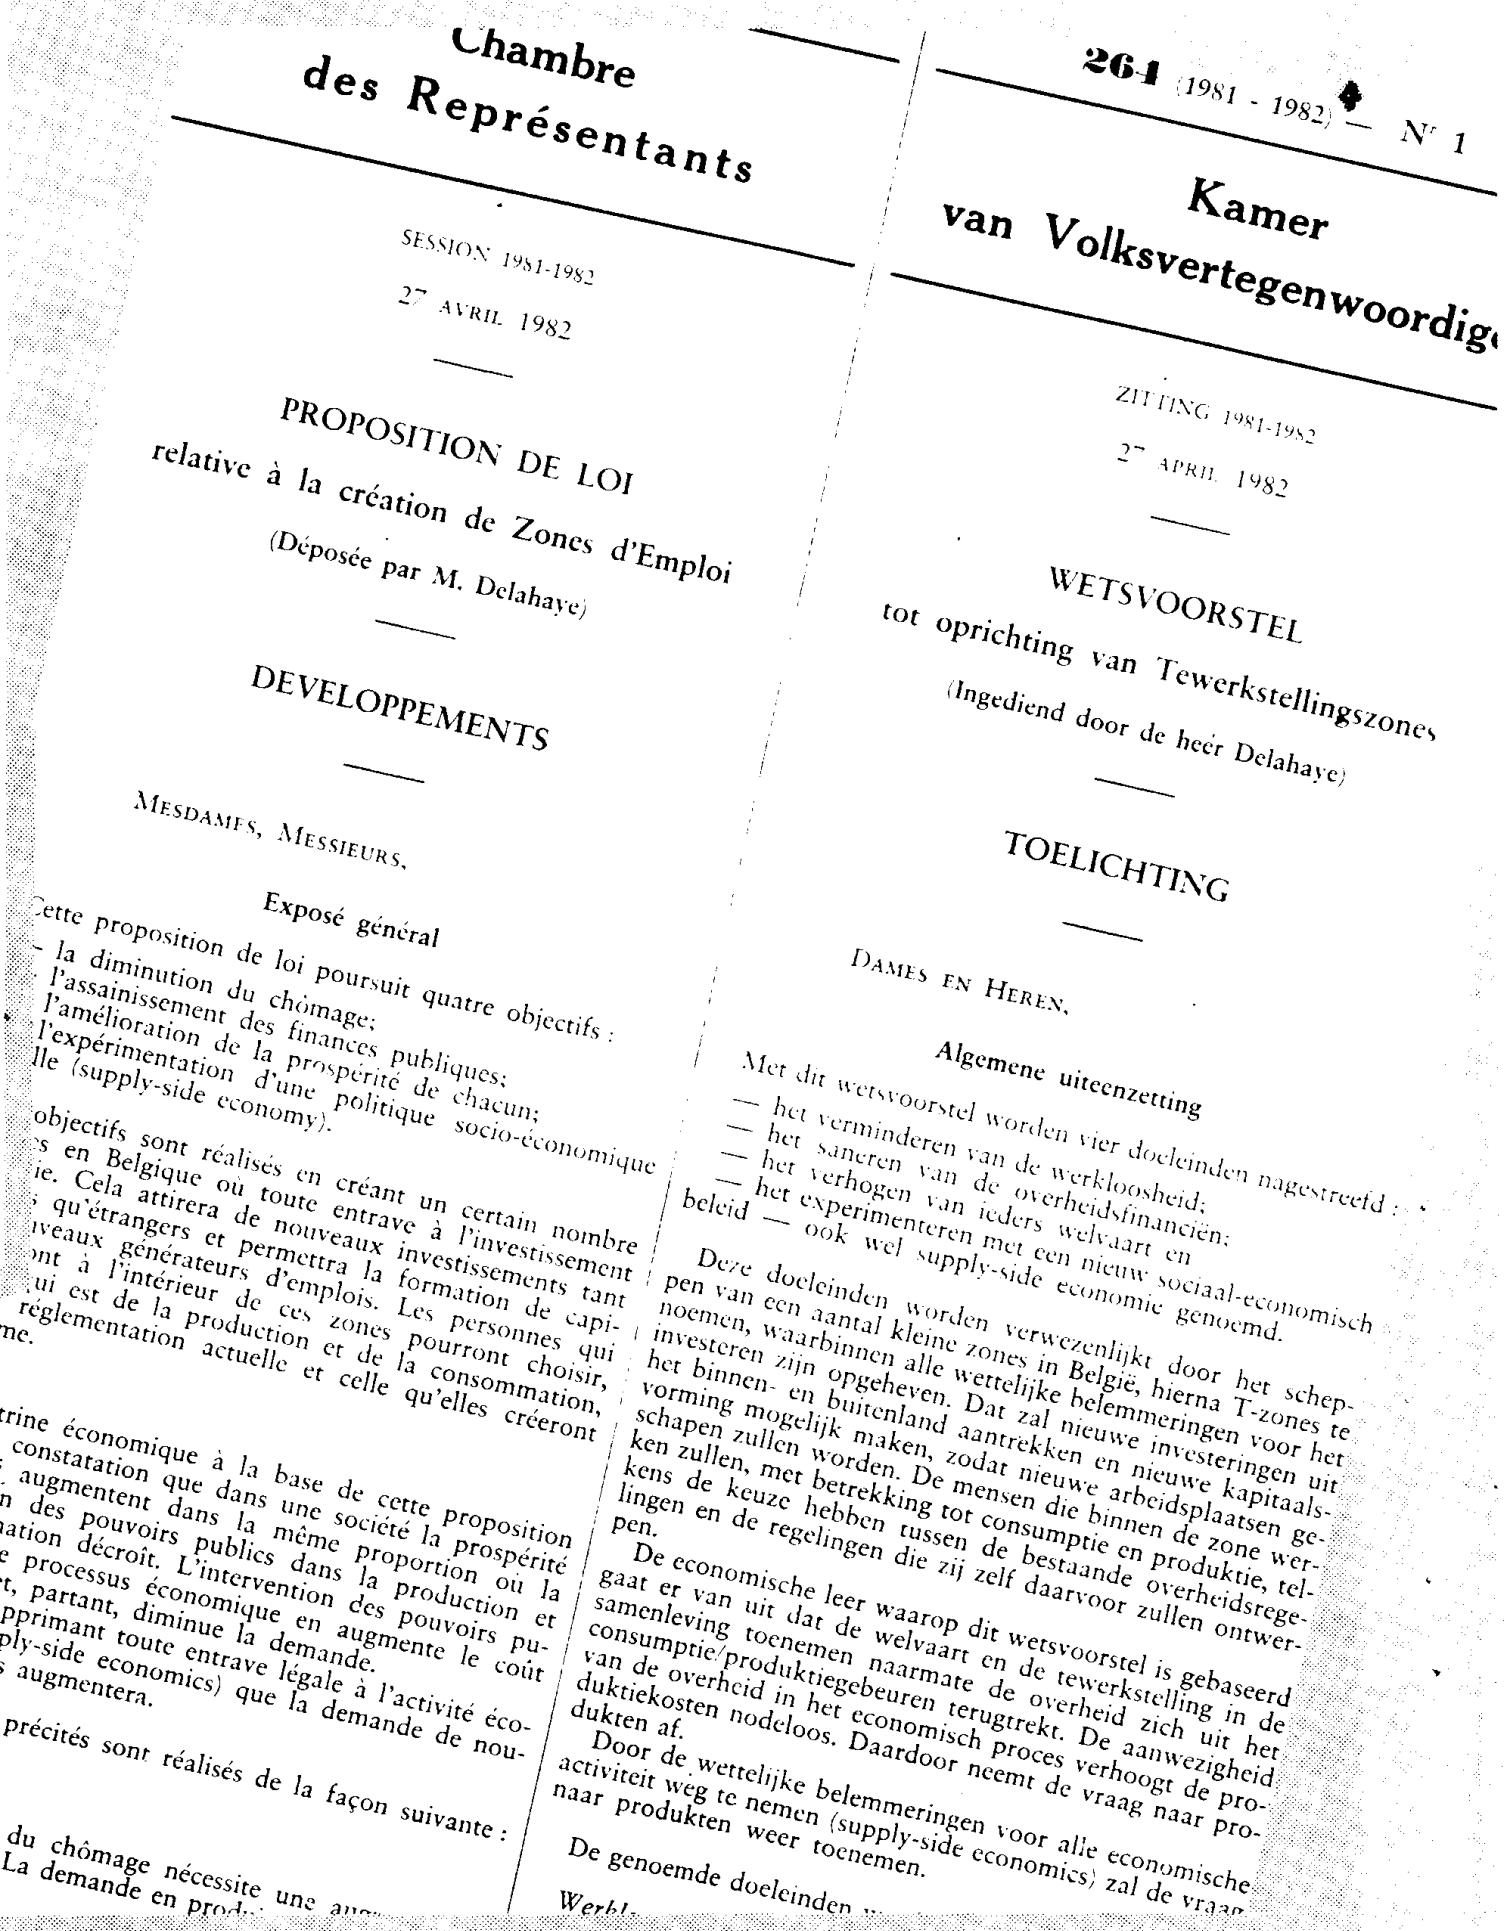 Chambre
des Représentants
SESSION 1981-1982
27 AVRIL 1982
PROPOSITION DE LOI
relative à la création de Zones d'Emploi
(Déposée par M. Delahaye)
DEVELOPPEMENTS
MESDAMES, MESSIEURS,
Exposé général
Cette proposition de loi poursuit quatre objectifs :
— la diminution du chômage;
l'assainissement des finances publiques;
l'amélioration de la prospérité de chacun;
l'expérimentation d'une politique socio-économique
lle (supply-side economy).
objectifs sont réalisés en créant un certain nombre
s en Belgique où toute entrave à l'investissement
ie. Cela attirera de nouveaux investissements tant
s qu'étrangers et permettra la formation de capi-
veaux générateurs d'emplois. Les personnes qui
ont à l'intérieur de ces zones pourront choisir,
qui est de la production et de la consommation,
réglementation actuelle et celle qu'elles créeront
me.
trine économique à la base de cette proposition
constatation que dans une société la prospérité
augmentent dans la même proportion où la
n des pouvoirs publics dans la production et
mation décroît. L'intervention des pouvoirs pu-
e processus économique en augmente le coût
et, partant, diminue la demande.
pprimant toute entrave légale à l'activité éco-
ply-side economics) que la demande de nou-
s augmentera.
précités sont réalisés de la façon suivante :
du chômage nécessite une
La demande en
264 (1981 - 1982) — Nr 1
Kamer
van Volksvertegenwoordige
ZITTING 1981-1982
27 APRIL 1982
WETSVOORSTEL
tot oprichting van Tewerkstellingszones
(Ingediend door de heer Delahaye)
TOELICHTING
DAMES EN HEREN,
Algemene uiteenzetting
Met dit wetsvoorstel worden vier doeleinden nagestreefd :
— het verminderen van de werkloosheid;
— het saneren van de overheidsfinanciën;
— het verhogen van ieders welvaart en
— het experimenteren met een nieuw sociaal-economisch
beleid — ook wel supply-side economie genoemd.
Deze doeleinden worden verwezenlijkt door het schep-
pen van een aantal kleine zones in België, hierna T-zones te
noemen, waarbinnen alle wettelijke belemmeringen voor het
investeren zijn opgeheven. Dat zal nieuwe investeringen uit
het binnen- en buitenland aantrekken en nieuwe kapitaals-
vorming mogelijk maken, zodat nieuwe arbeidsplaatsen ge-
schapen zullen worden. De mensen die binnen de zone wer-
ken zullen, met betrekking tot consumptie en produktie, tel-
kens de keuze hebben tussen de bestaande overheidsrege-
lingen en de regelingen die zij zelf daarvoor zullen ontwer-
pen.
De economische leer waarop dit wetsvoorstel is gebaseerd
gaat er van uit dat de welvaart en de tewerkstelling in de
samenleving toenemen naarmate de overheid zich uit het
consumptie/produktiegebeuren terugtrekt. De aanwezigheid
van de overheid in het economisch proces verhoogt de pro-
duktiekosten nodeloos. Daardoor neemt de vraag naar pro-
dukten af.
Door de wettelijke belemmeringen voor alle economische
activiteit weg te nemen (supply-side economics) zal de vraag
naar produkten weer toenemen.
De genoemde doeleinden